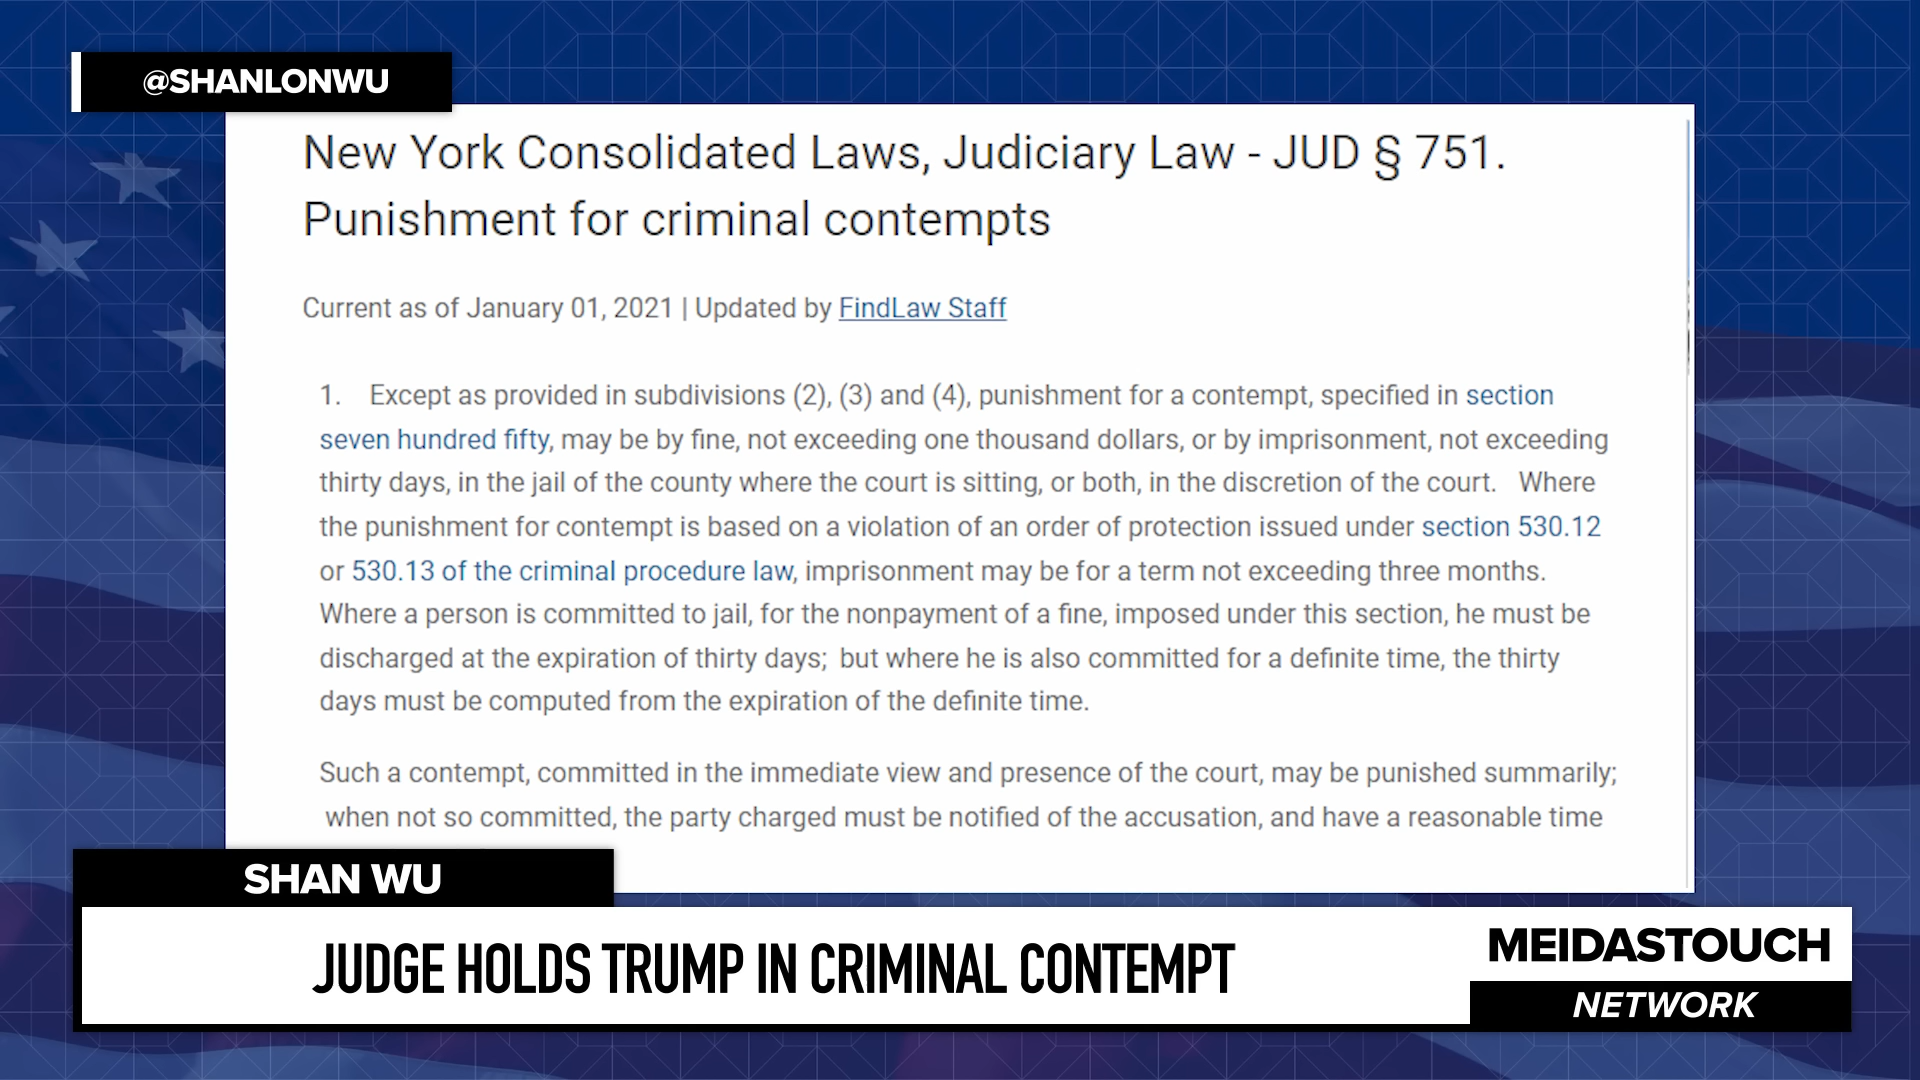 @SHANLONWU
New York Consolidated Laws, Judiciary Law - JUD § 751.
Punishment for criminal contempts
Current as of January 01, 2021 | Updated by FindLaw Staff
1. Except as provided in subdivisions (2), (3) and (4), punishment for a contempt, specified in section
seven hundred fifty, may be by fine, not exceeding one thousand dollars, or by imprisonment, not exceeding
thirty days, in the jail of the county where the court is sitting, or both, in the discretion of the court. Where
the punishment for contempt is based on a violation of an order of protection issued under section 530.12
or 530.13 of the criminal procedure law, imprisonment may be for a term not exceeding three months.
Where a person is committed to jail, for the nonpayment of a fine, imposed under this section, he must be
discharged at the expiration of thirty days; but where he is also committed for a definite time, the thirty
days must be computed from the expiration of the definite time.
Such a contempt, committed in the immediate view and presence of the court, may be punished summarily;
when not so committed, the party charged must be notified of the accusation, and have a reasonable time
SHAN WU
JUDGE HOLDS TRUMP IN CRIMINAL CONTEMPT
MEIDASTOUCH
NETWORK